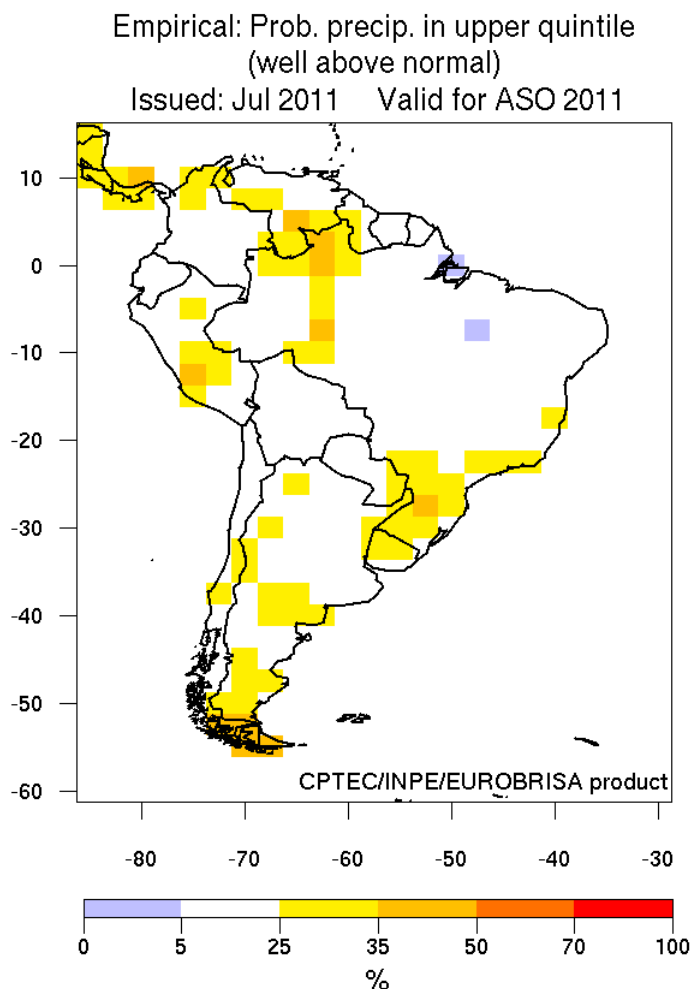 Empirical: Prob. precip. in upper quintile
(well above normal)
Issued: Jul 2011 Valid for ASO 2011
10
0
-10
-20
-30
-40
-50
-60
CPTEC/INPE/EUROBRISA product
-80 -70 -60 -50 -40 -30
0 5 25 35 50 70 100
%